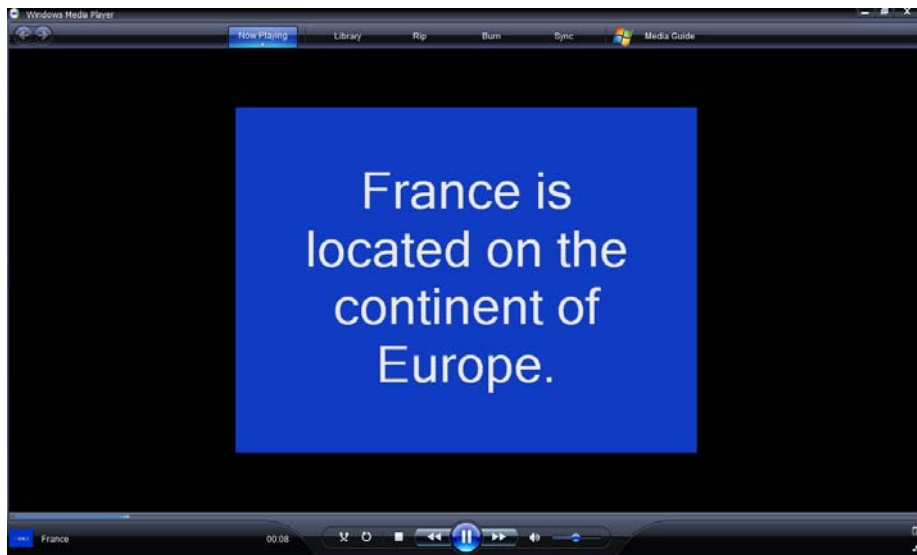 Windows Media Player
Now Playing Library Rip Burn Sync Media Guide
France is
located on the
continent of
Europe.
France 00:08